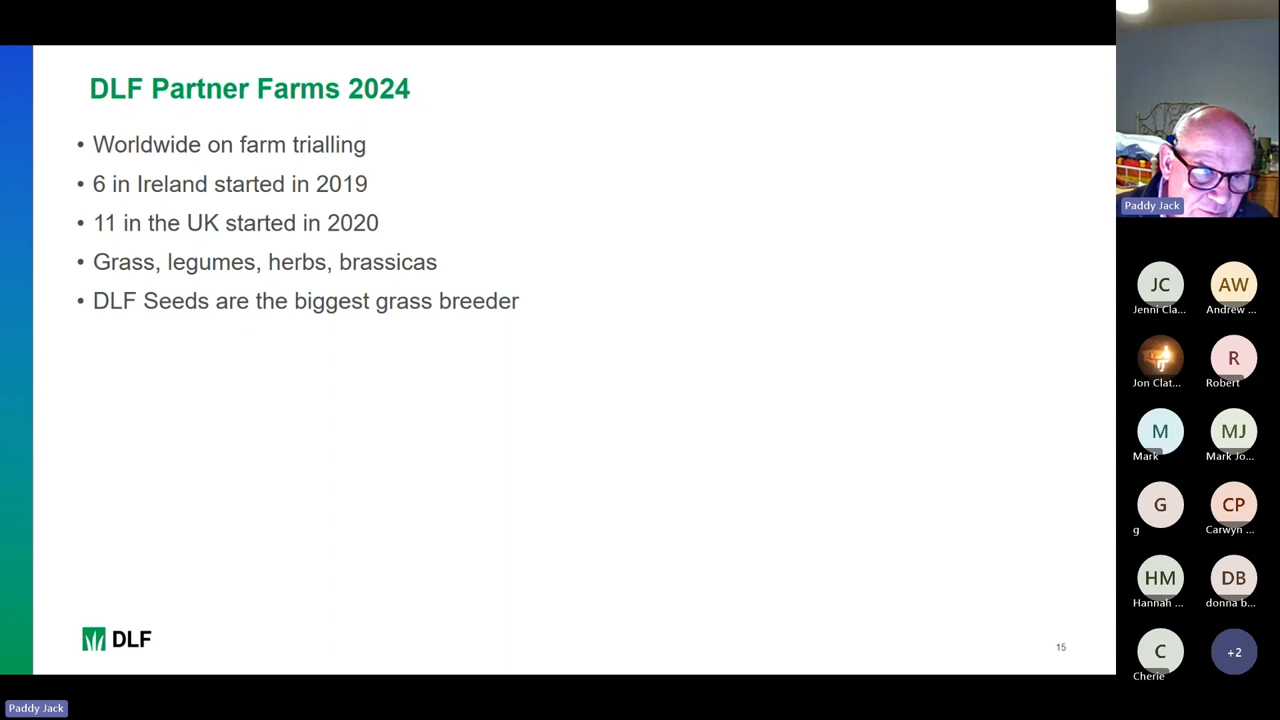 DLF Partner Farms 2024
• Worldwide on farm trialling
• 6 in Ireland started in 2019
• 11 in the UK started in 2020
• Grass, legumes, herbs, brassicas
• DLF Seeds are the biggest grass breeder
DLF
15
Paddy Jack
JC
Jenni Cla...
AW
Andrew ...
Jon Clat...
R
Robert
M
Mark
MJ
Mark Jo...
G
g
CP
Carwyn ...
HM
Hannah ...
DB
donna b...
C
Cherie
+2
Paddy Jack